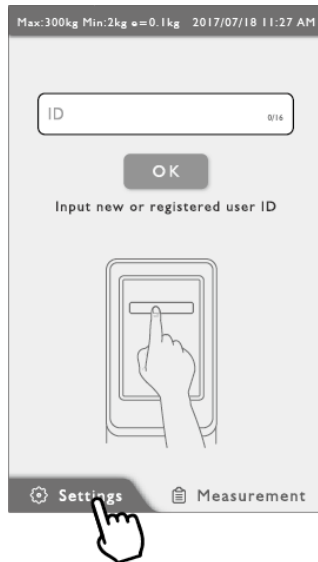 Max:300kg Min:2kg e=0.1kg 2017/07/18 11:27 AM
ID 0/16
OK
Input new or registered user ID
Settings Measurement